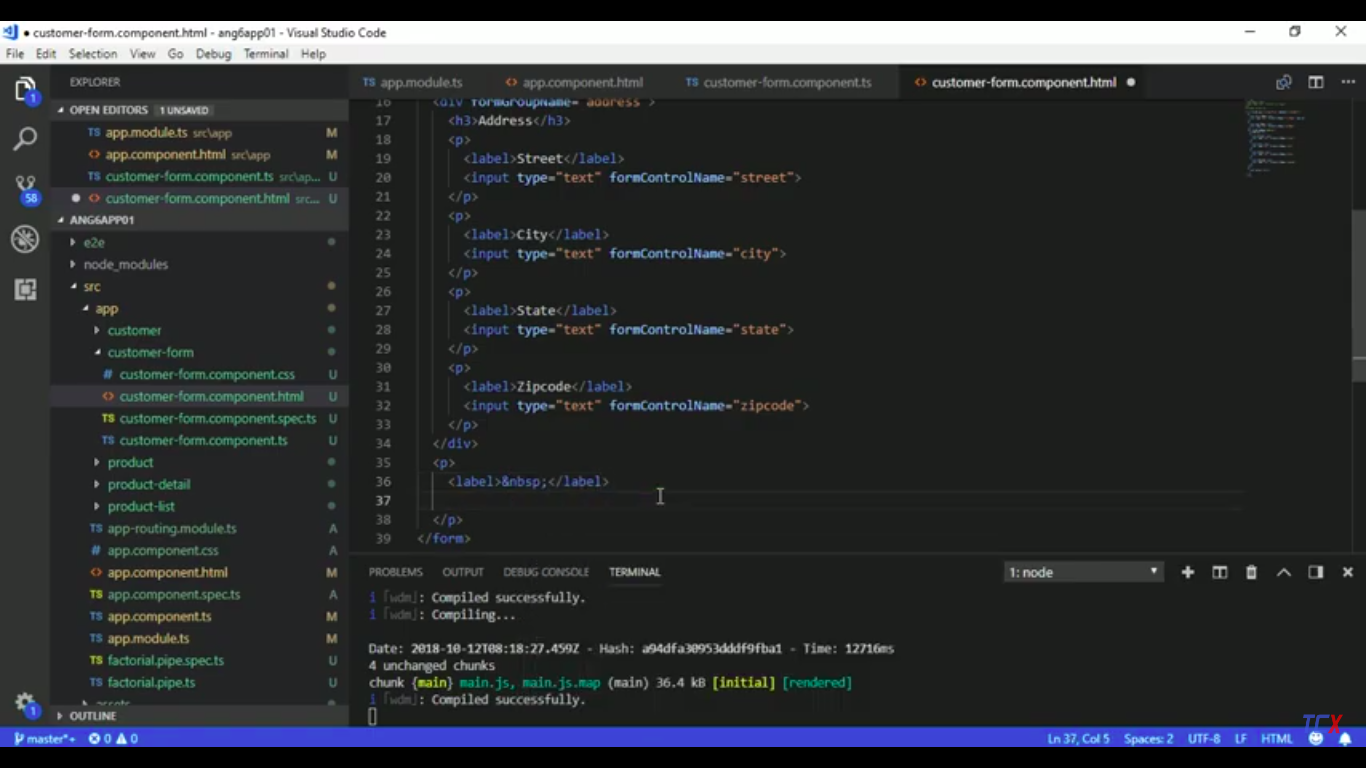 ● customer-form.component.html - ang6app01 - Visual Studio Code
File Edit Selection View Go Debug Terminal Help
EXPLORER
OPEN EDITORS 1 UNSAVED
TS app.module.ts src\app M
<> app.component.html src\app M
TS customer-form.component.ts src\ap... U
● <> customer-form.component.html src... U
ANG6APP01
e2e
node_modules
src
app
customer
customer-form
# customer-form.component.css U
<> customer-form.component.html U
TS customer-form.component.spec.ts U
TS customer-form.component.ts U
product
product-detail
product-list
TS app-routing.module.ts A
# app.component.css A
<> app.component.html M
TS app.component.spec.ts A
TS app.component.ts M
TS app.module.ts M
TS factorial.pipe.spec.ts U
TS factorial.pipe.ts U
assets
OUTLINE
1
58
1
TS app.module.ts <> app.component.html TS customer-form.component.ts <> customer-form.component.html ●
16 <div formGroupName="address">
17 <h3>Address</h3>
18 <p>
19 <label>Street</label>
20 <input type="text" formControlName="street">
21 </p>
22 <p>
23 <label>City</label>
24 <input type="text" formControlName="city">
25 </p>
26 <p>
27 <label>State</label>
28 <input type="text" formControlName="state">
29 </p>
30 <p>
31 <label>Zipcode</label>
32 <input type="text" formControlName="zipcode">
33 </p>
34 </div>
35 <p>
36 <label>&nbsp;</label>
37
38 </p>
39 </form>
PROBLEMS OUTPUT DEBUG CONSOLE TERMINAL 1: node
i ｢wdm｣: Compiled successfully.
i ｢wdm｣: Compiling...
Date: 2018-10-12T08:18:27.459Z - Hash: a94dfa30953dddf9fba1 - Time: 12716ms
4 unchanged chunks
chunk {main} main.js, main.js.map (main) 36.4 kB [initial] [rendered]
i ｢wdm｣: Compiled successfully.
TCX
master*+ 0 0 Ln 37, Col 5 Spaces: 2 UTF-8 LF HTML